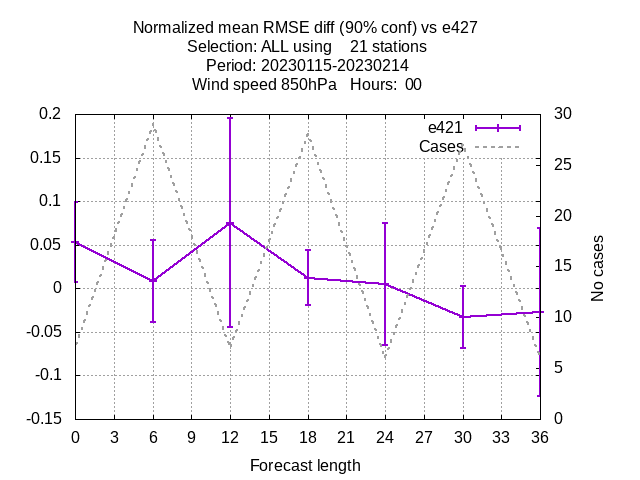 Normalized mean RMSE diff (90% conf) vs e427
Selection: ALL using    21 stations
Period: 20230115-20230214
Wind speed 850hPa   Hours:  00
0.2
0.15
0.1
0.05
0
-0.05
-0.1
-0.15
e421
Cases
30
25
20
15
10
5
0
No cases
0 3 6 9 12 15 18 21 24 27 30 33 36
Forecast length